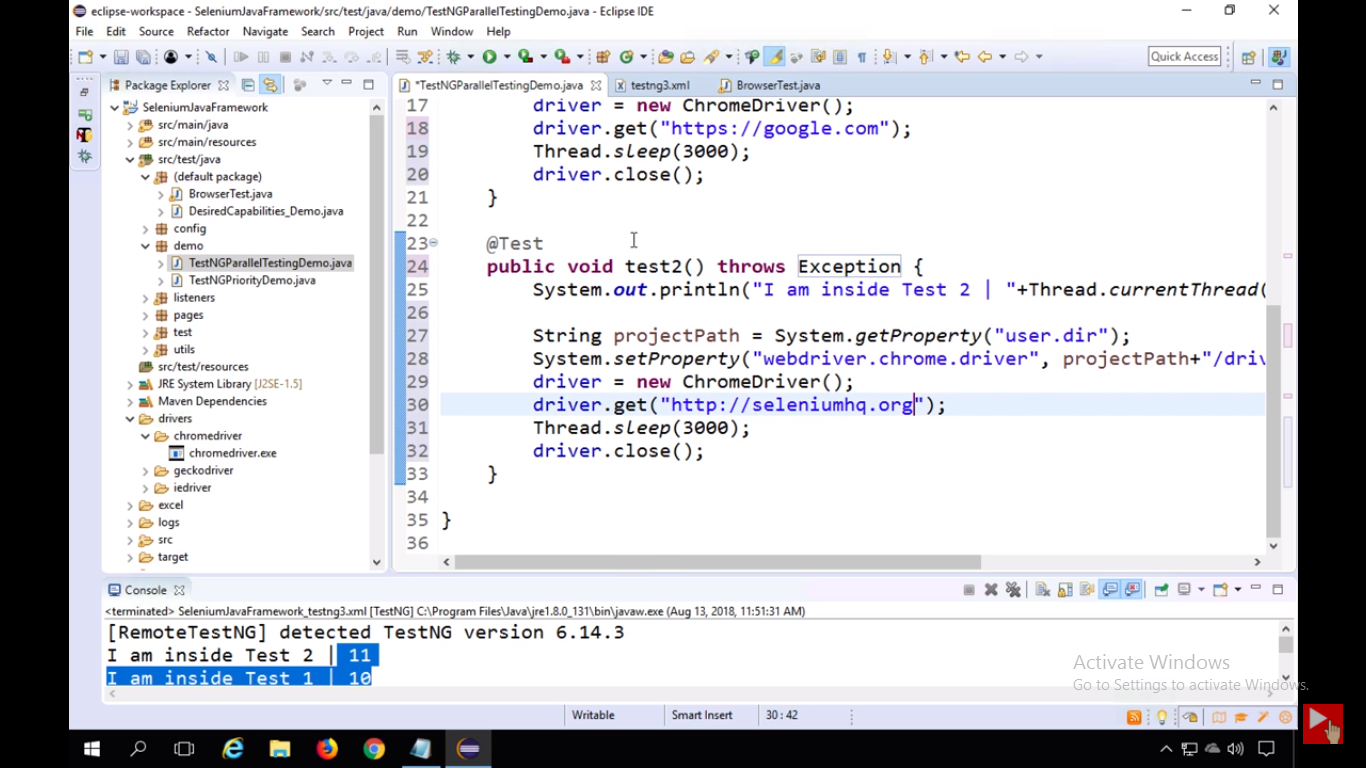 eclipse-workspace - SeleniumJavaFramework/src/test/java/demo/TestNGParallelTestingDemo.java - Eclipse IDE
File Edit Source Refactor Navigate Search Project Run Window Help
Quick Access
Package Explorer
*TestNGParallelTestingDemo.java testng3.xml BrowserTest.java
SeleniumJavaFramework
src/main/java
src/main/resources
src/test/java
(default package)
BrowserTest.java
DesiredCapabilities_Demo.java
config
demo
TestNGParallelTestingDemo.java
TestNGPriorityDemo.java
listeners
pages
test
utils
src/test/resources
JRE System Library [J2SE-1.5]
Maven Dependencies
drivers
chromedriver
chromedriver.exe
geckodriver
iedriver
excel
logs
src
target
17 driver = new ChromeDriver();
18 driver.get("https://google.com");
19 Thread.sleep(3000);
20 driver.close();
21 }
22
23 @Test
24 public void test2() throws Exception {
25 System.out.println("I am inside Test 2 | "+Thread.currentThread(
26
27 String projectPath = System.getProperty("user.dir");
28 System.setProperty("webdriver.chrome.driver", projectPath+"/driv
29 driver = new ChromeDriver();
30 driver.get("http://seleniumhq.org");
31 Thread.sleep(3000);
32 driver.close();
33 }
34
35 }
36
Console
<terminated> SeleniumJavaFramework_testng3.xml [TestNG] C:\Program Files\Java\jre1.8.0_131\bin\javaw.exe (Aug 13, 2018, 11:51:31 AM)
[RemoteTestNG] detected TestNG version 6.14.3
I am inside Test 2 | 11
I am inside Test 1 | 10
Activate Windows
Go to Settings to activate Windows.
Writable Smart Insert 30 : 42